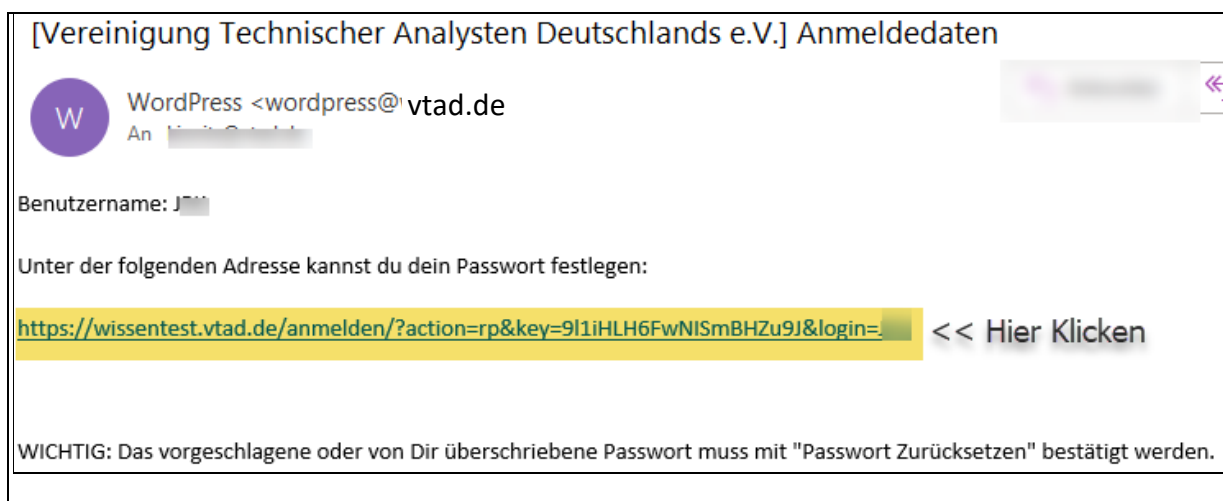 [Vereinigung Technischer Analysten Deutschlands e.V.] Anmeldedaten
W
WordPress <wordpress@ vtad.de
An
Benutzername:
Unter der folgenden Adresse kannst du dein Passwort festlegen:
https://wissentest.vtad.de/anmelden/?action=rp&key=9l1iHLH6FwNISmBHZu9J&login= << Hier Klicken
WICHTIG: Das vorgeschlagene oder von Dir überschriebene Passwort muss mit "Passwort Zurücksetzen" bestätigt werden.